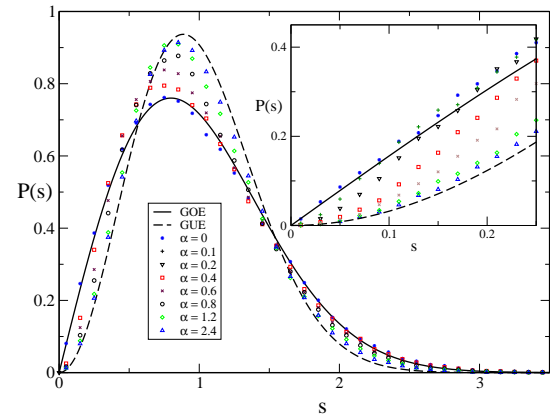 1
0.8
0.6
0.4
0.2
0
P(s)
0
1
2
3
s
GOE
GUE
α = 0
α = 0.1
α = 0.2
α = 0.4
α = 0.6
α = 0.8
α = 1.2
α = 2.4
0.4
0.2
0
P(s)
0
0.1
0.2
s